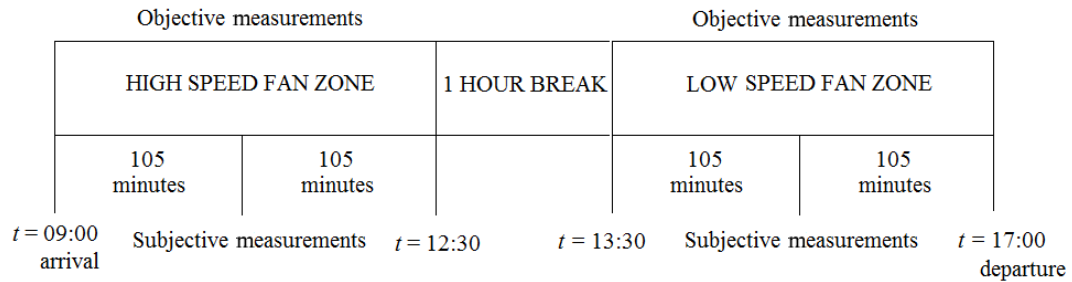 Objective measurements
Objective measurements
HIGH SPEED FAN ZONE
1 HOUR BREAK
LOW SPEED FAN ZONE
105
minutes
105
minutes
105
minutes
105
minutes
t = 09:00
arrival
Subjective measurements
t = 12:30
t = 13:30
Subjective measurements
t = 17:00
departure